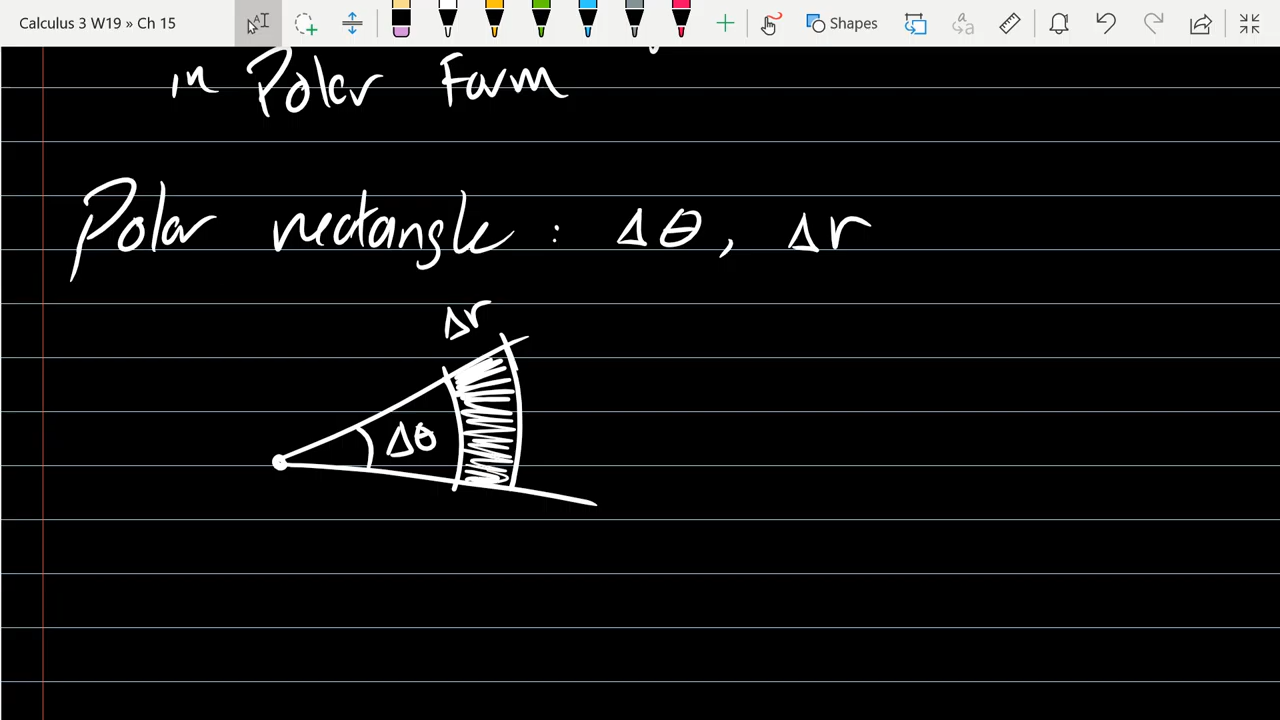 Calculus 3 W19 » Ch 15
Shapes
in Polar Form
Polar rectangle : Δθ, Δr
Δr
Δθ